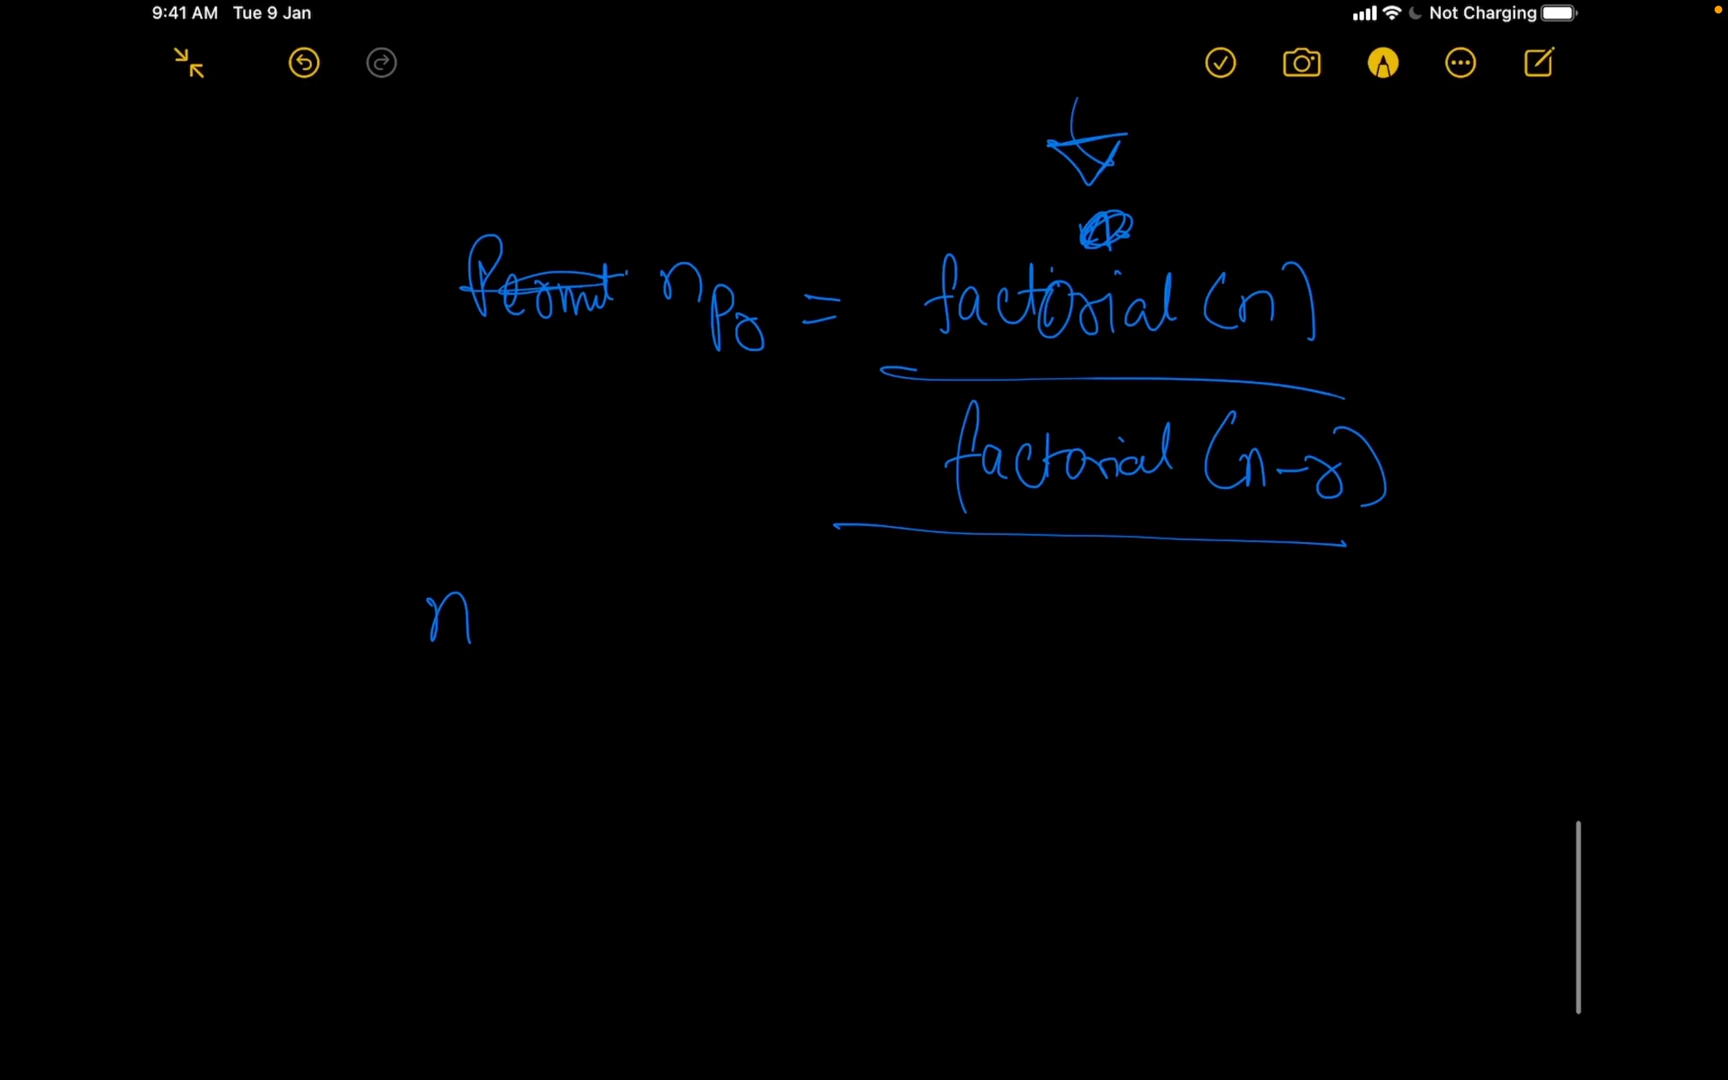 9:41 AM Tue 9 Jan Not Charging
Permut nPr = factorial (n)
factorial (n-r)
n